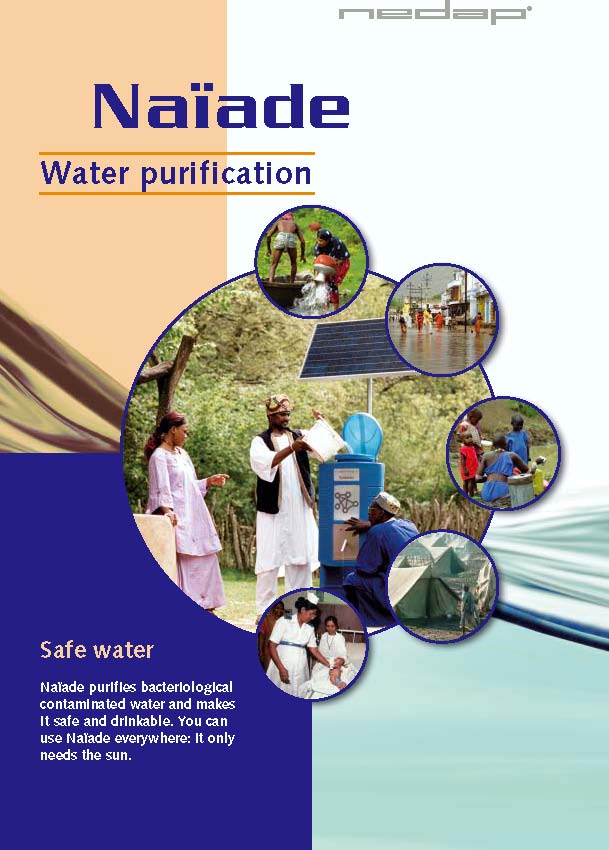 nedap
Naïade
Water purification
Safe water
Naïade purifies bacteriological
contaminated water and makes
it safe and drinkable. You can
use Naïade everywhere: it only
needs the sun.